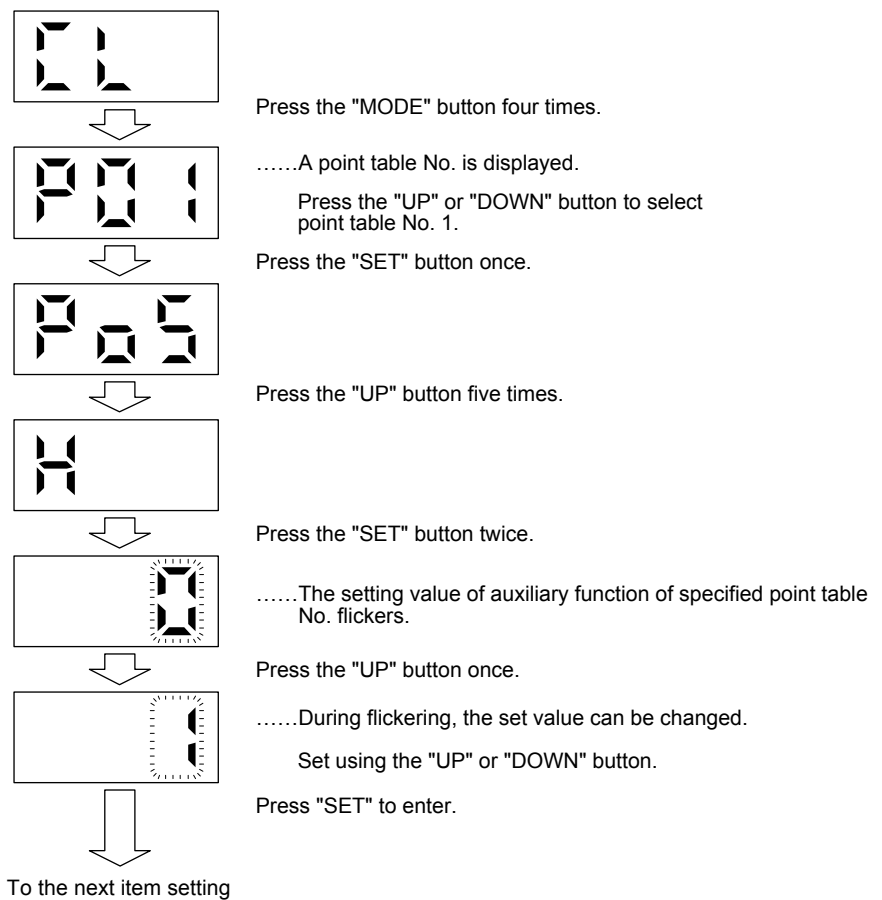 CL
Press the "MODE" button four times.
P01
……A point table No. is displayed.
Press the "UP" or "DOWN" button to select
point table No. 1.
Press the "SET" button once.
PoS
Press the "UP" button five times.
H
Press the "SET" button twice.
0
……The setting value of auxiliary function of specified point table
No. flickers.
Press the "UP" button once.
1
……During flickering, the set value can be changed.
Set using the "UP" or "DOWN" button.
Press "SET" to enter.
To the next item setting